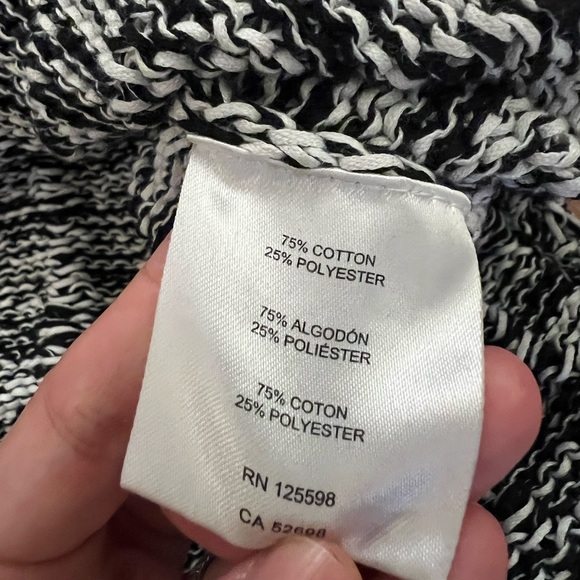 75% COTTON
25% POLYESTER
75% ALGODÓN
25% POLIÉSTER
75% COTON
25% POLYESTER
RN 125598
CA